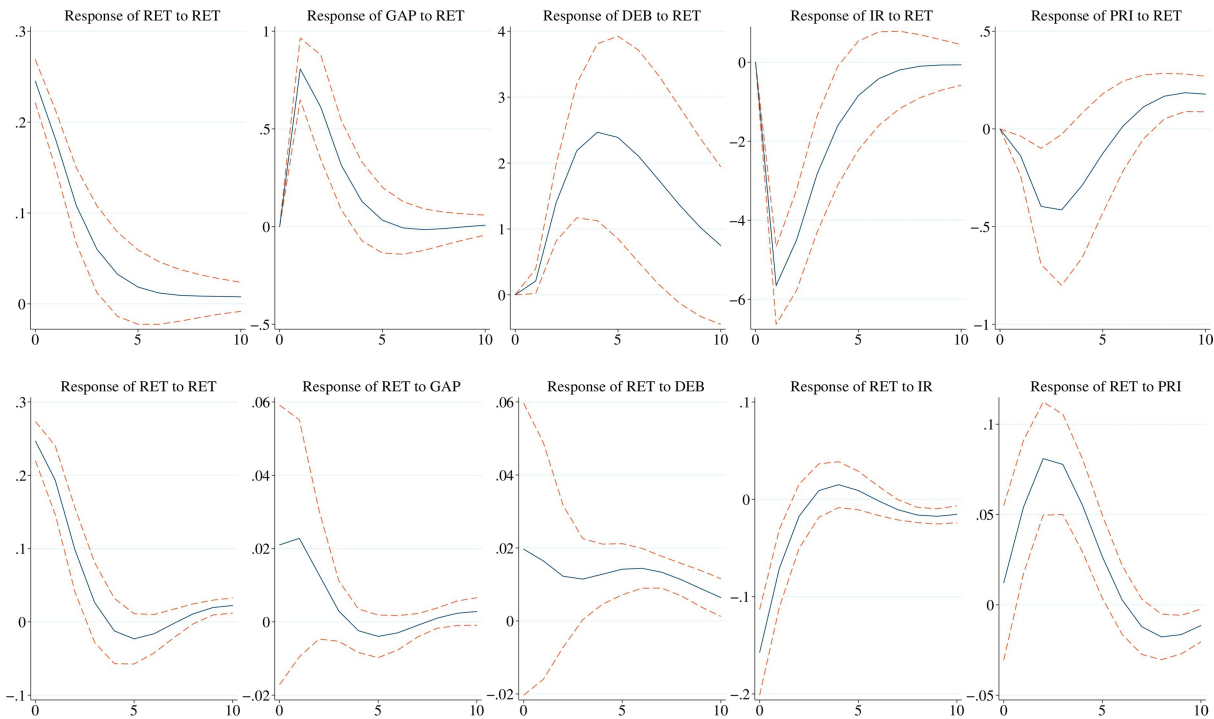 Response of RET to RET
Response of GAP to RET
Response of DEB to RET
Response of IR to RET
Response of PRI to RET
.3
.2
.1
0
0 5 10
1
.5
0
−.5
0 5 10
4
3
2
1
0
0 5 10
0
−2
−4
−6
0 5 10
.5
0
−.5
−1
0 5 10
Response of RET to RET
Response of RET to GAP
Response of RET to DEB
Response of RET to IR
Response of RET to PRI
.3
.2
.1
0
−.1
0 5 10
.06
.04
.02
0
−.02
0 5 10
.06
.04
.02
0
−.02
0 5 10
.1
0
−.1
−.2
0 5 10
.1
.05
0
−.05
0 5 10